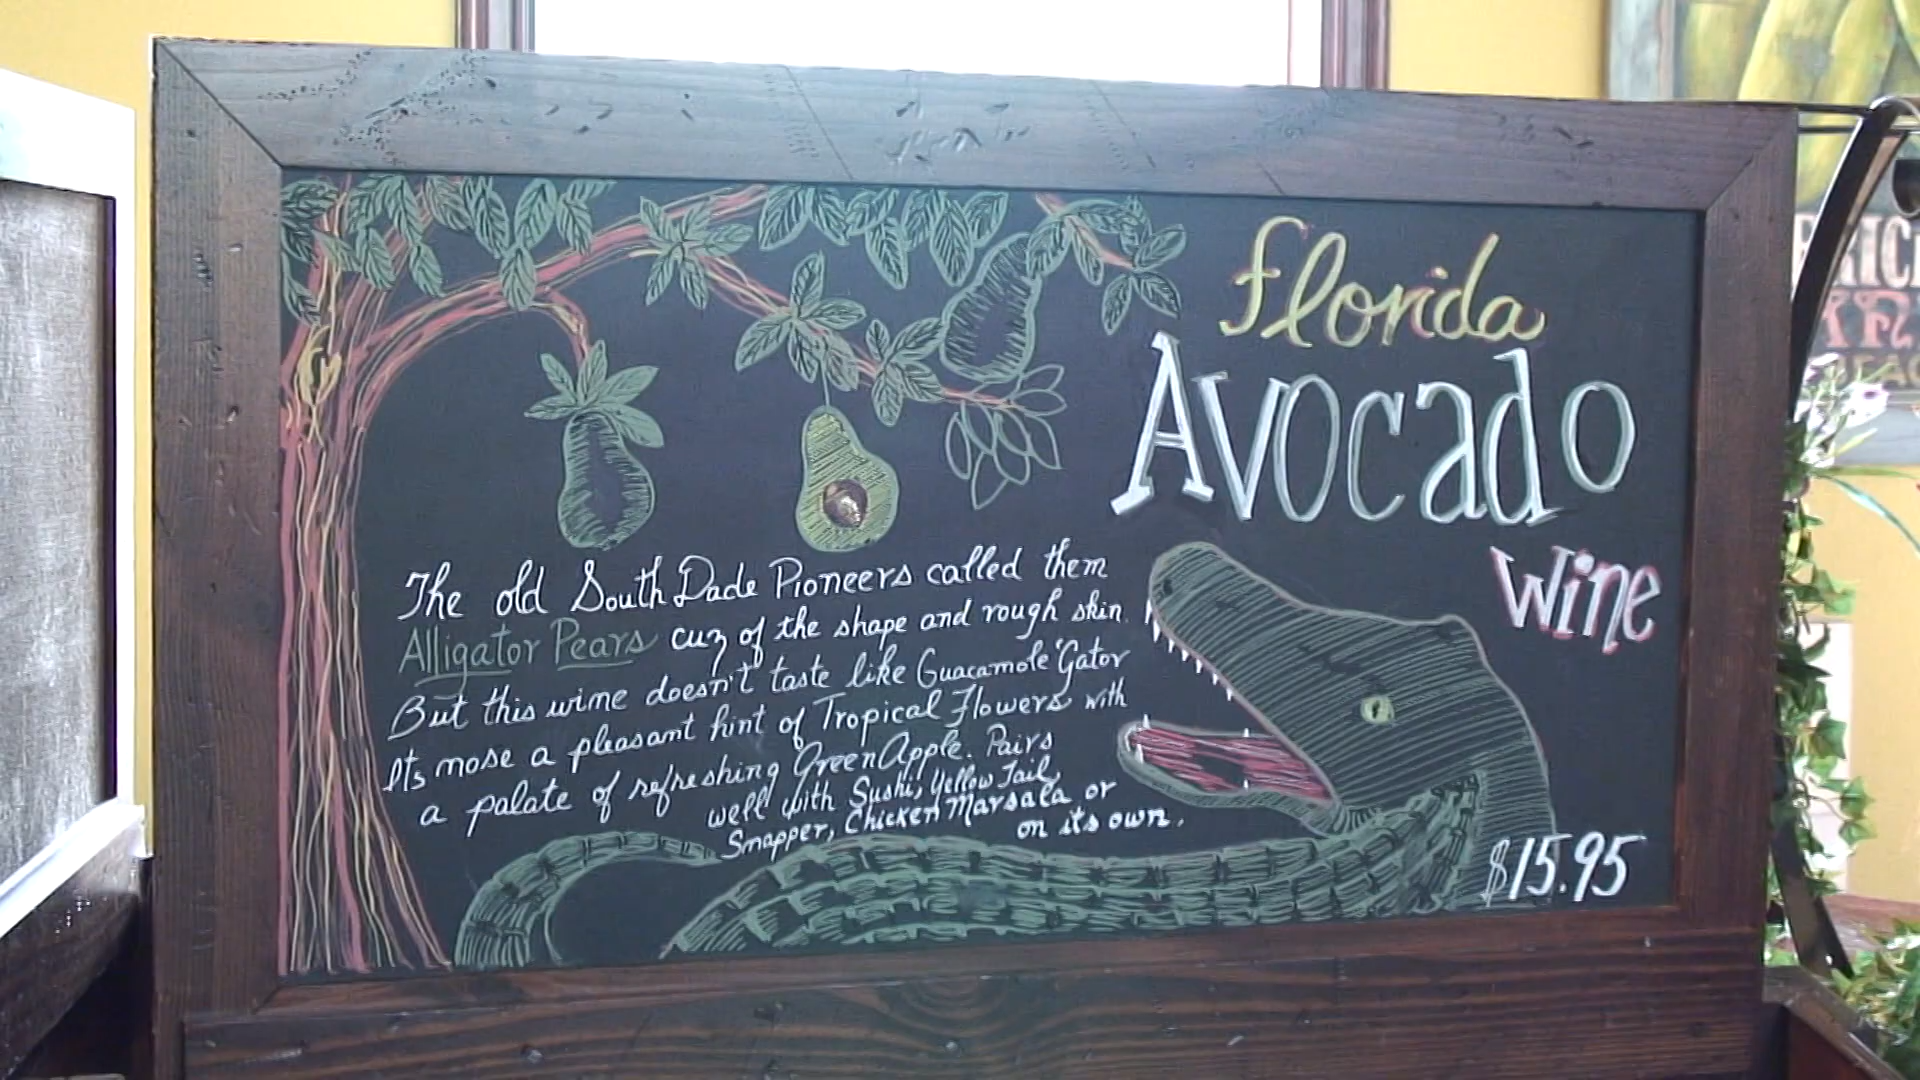 Florida
Avocado
Wine
The old South Dade Pioneers called them
Alligator Pears cuz of the shape and rough skin.
But this wine doesn't taste like Guacamole 'Gator
Its nose a pleasant hint of Tropical Flowers with
a palate of refreshing Green Apple. Pairs
well with Sushi, Yellow Tail
Snapper, Chicken Marsala or
on its own.
$15.95